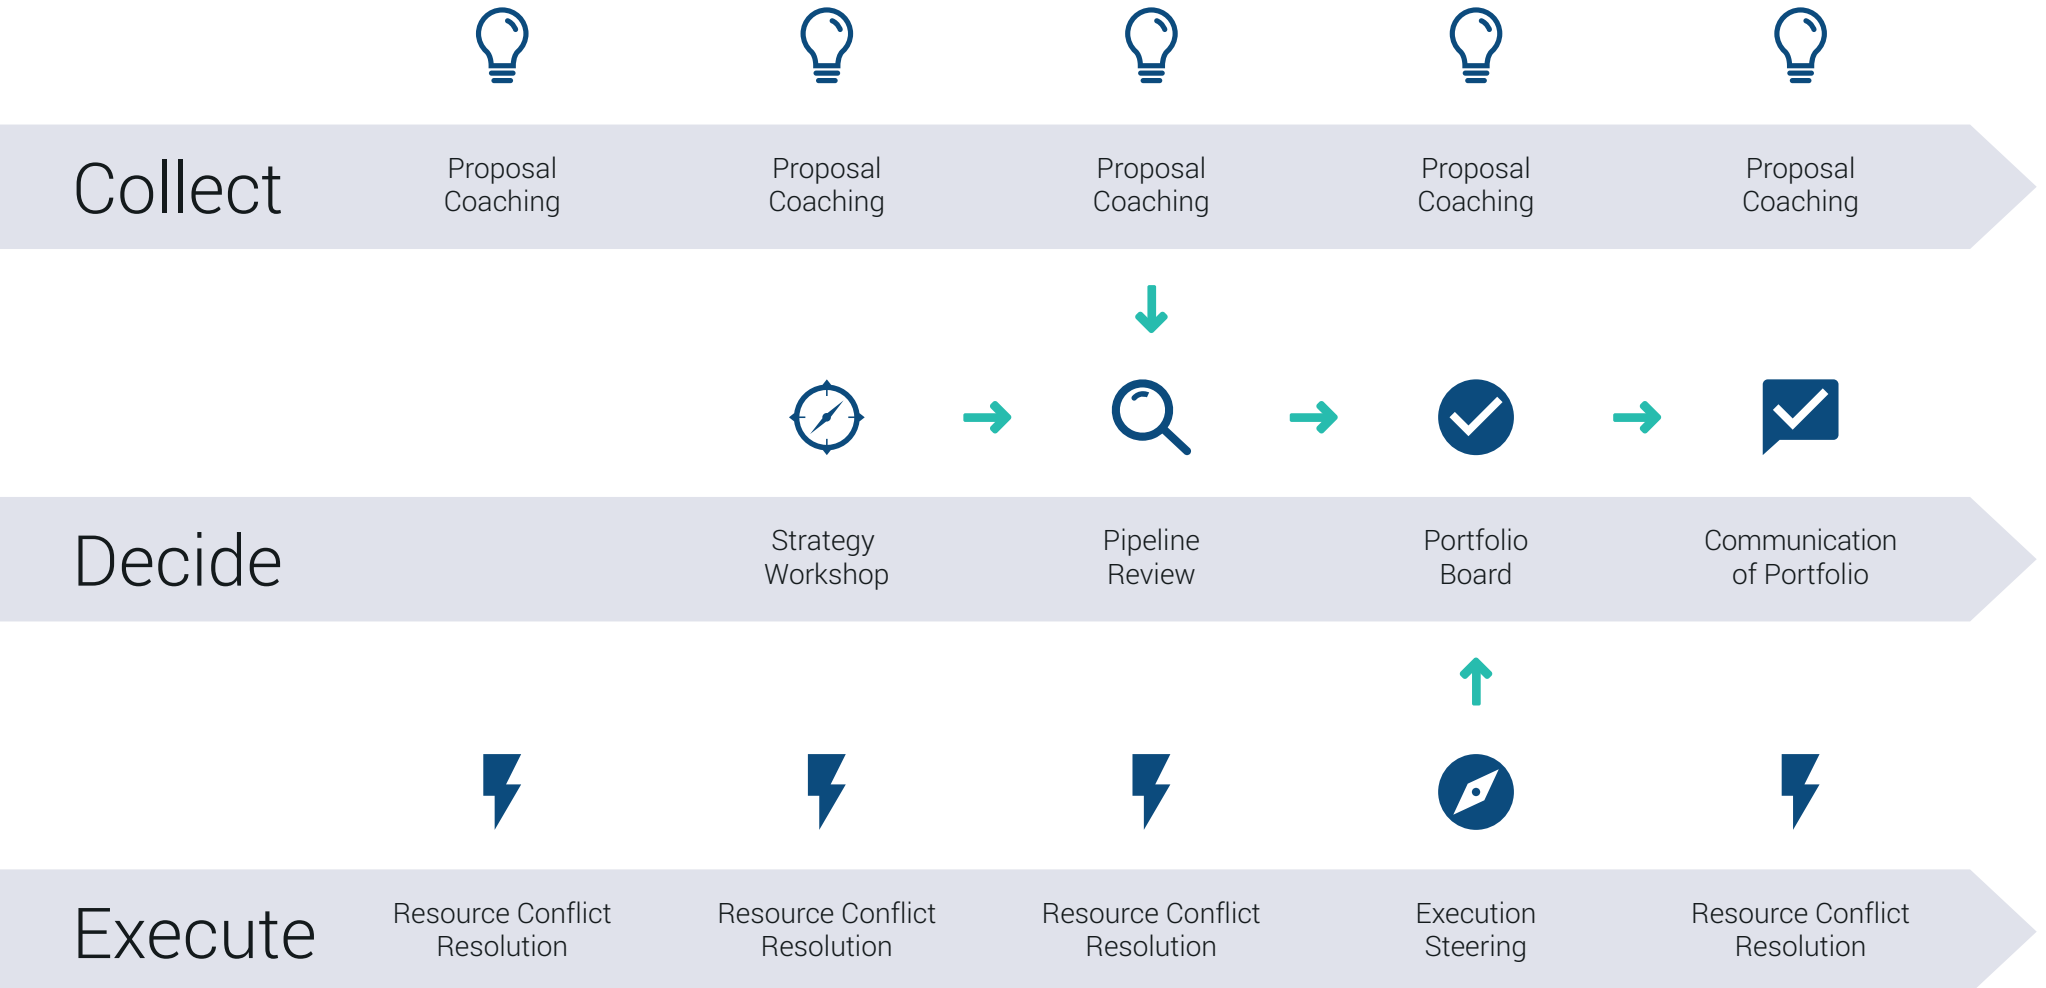 Collect
Proposal
Coaching
Proposal
Coaching
Proposal
Coaching
Proposal
Coaching
Proposal
Coaching
Decide
Strategy
Workshop
Pipeline
Review
Portfolio
Board
Communication
of Portfolio
Execute
Resource Conflict
Resolution
Resource Conflict
Resolution
Resource Conflict
Resolution
Execution
Steering
Resource Conflict
Resolution